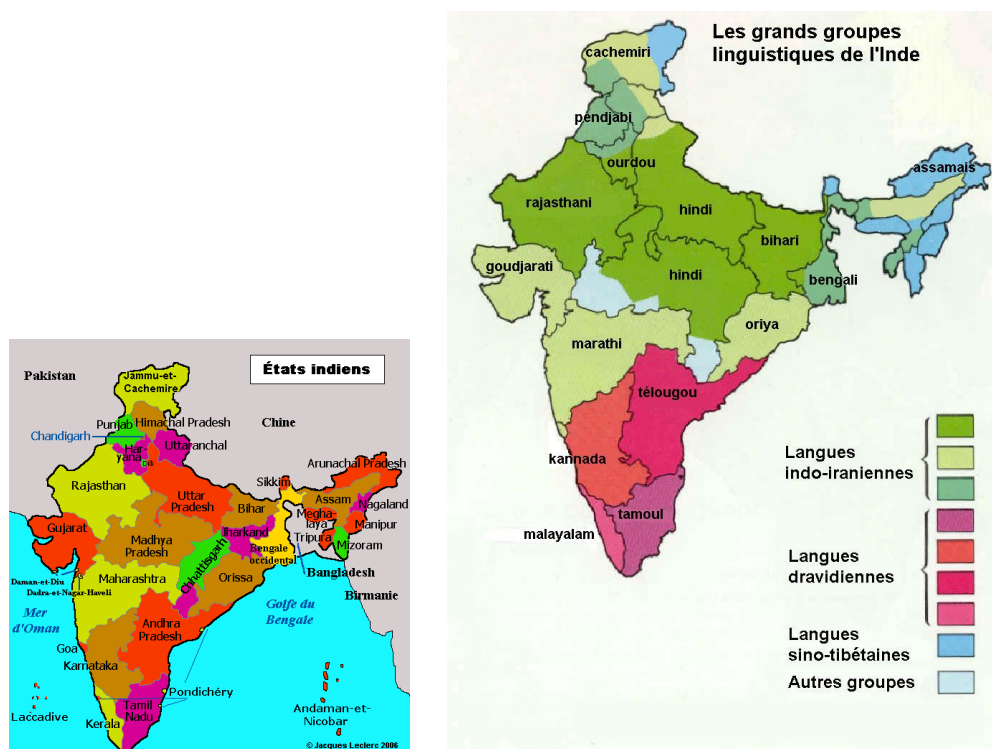 Les grands groupes
linguistiques de l'Inde
cachemiri
pendjabi
ourdou
assamais
rajasthani
hindi
bihari
goudjarati
hindi
bengali
oriya
marathi
télougou
kannada
tamoul
malayalam
Langues
indo-iraniennes
Langues
dravidiennes
Langues
sino-tibétaines
Autres groupes
États indiens
Pakistan
Jammu-et-
Cachemire
Chine
Punjab
Himachal Pradesh
Chandigarh
Uttaranchal
Har-
yana
Arunachal Pradesh
Rajasthan
Sikkim
Uttar
Pradesh
Bihar
Assam
Nagaland
Megha-
laya
Manipur
Gujarat
Madhya
Pradesh
Jharkand
Tripura
Mizoram
Bengale
occidental
Chhattisgarh
Bangladesh
Daman-et-Diu
Dadra-et-Nagar-Haveli
Maharashtra
Orissa
Birmanie
Mer
d'Oman
Golfe du
Bengale
Andhra
Pradesh
Goa
Karnataka
Pondichéry
Laccadive
Tamil
Nadu
Andaman-et-
Nicobar
Kerala
© Jacques Leclerc 2006